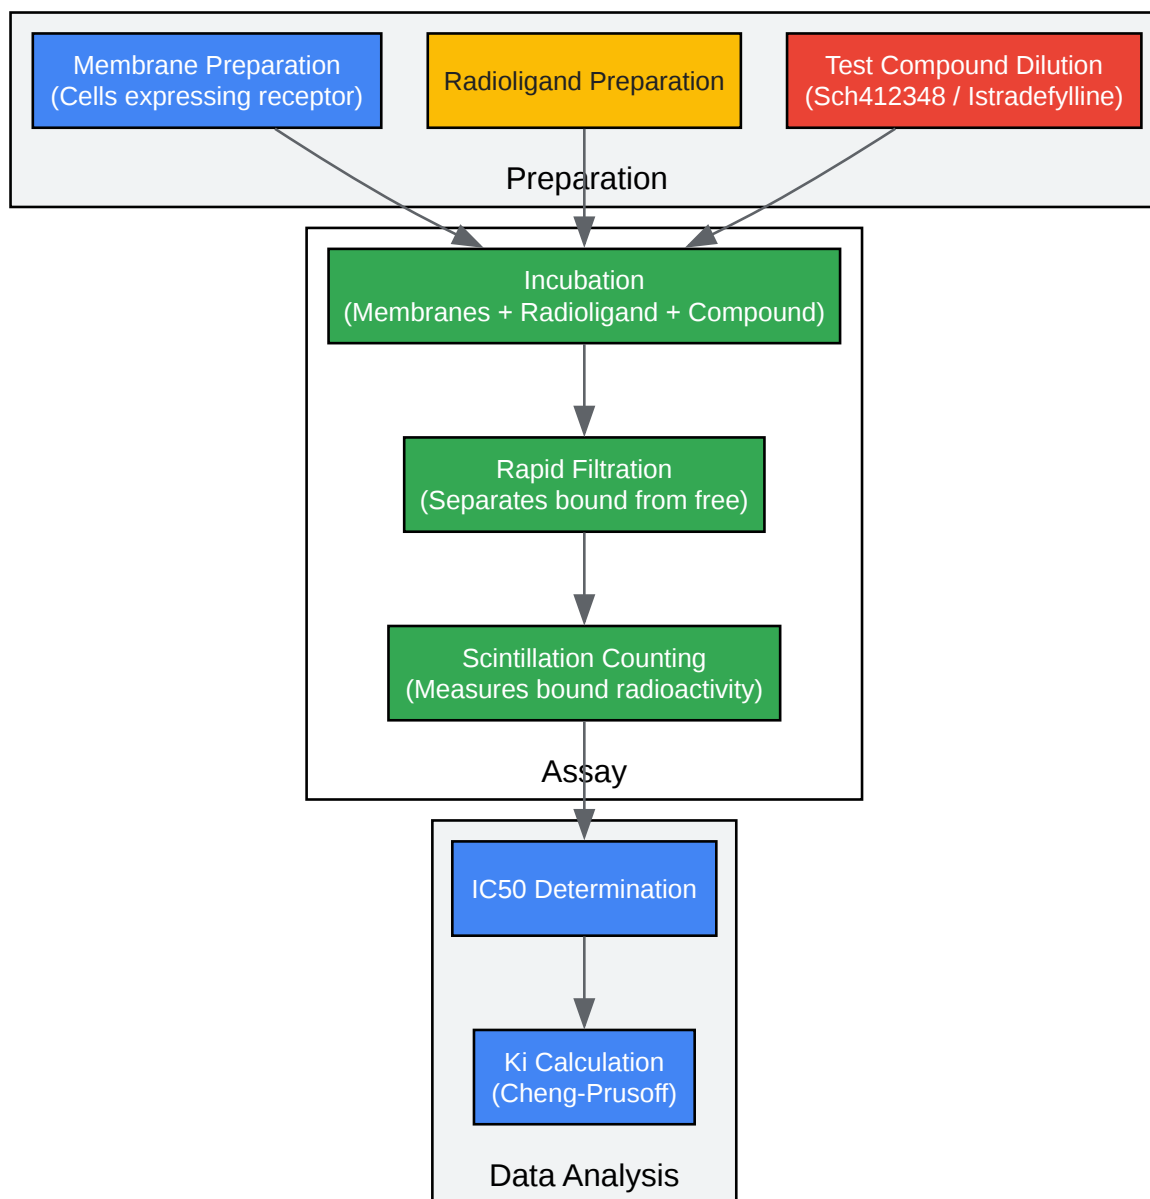 Membrane Preparation
(Cells expressing receptor)
Radioligand Preparation
Test Compound Dilution
(Sch412348 / Istradefylline)
Preparation
Incubation
(Membranes + Radioligand + Compound)
Rapid Filtration
(Separates bound from free)
Scintillation Counting
(Measures bound radioactivity)
Assay
IC50 Determination
Ki Calculation
(Cheng-Prusoff)
Data Analysis